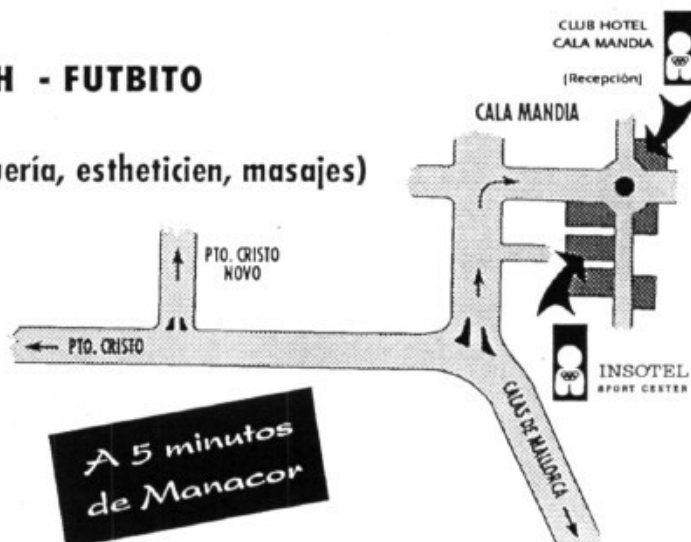 CLUB HOTEL
CALA MANDIA
(Recepción)
H - FUTBITO
CALA MANDIA
uería, estheticien, masajes)
PTO. CRISTO
NOVO
PTO. CRISTO
CALAS DE MALLORCA
INSOTEL
SPORT CENTER
A 5 minutos
de Manacor